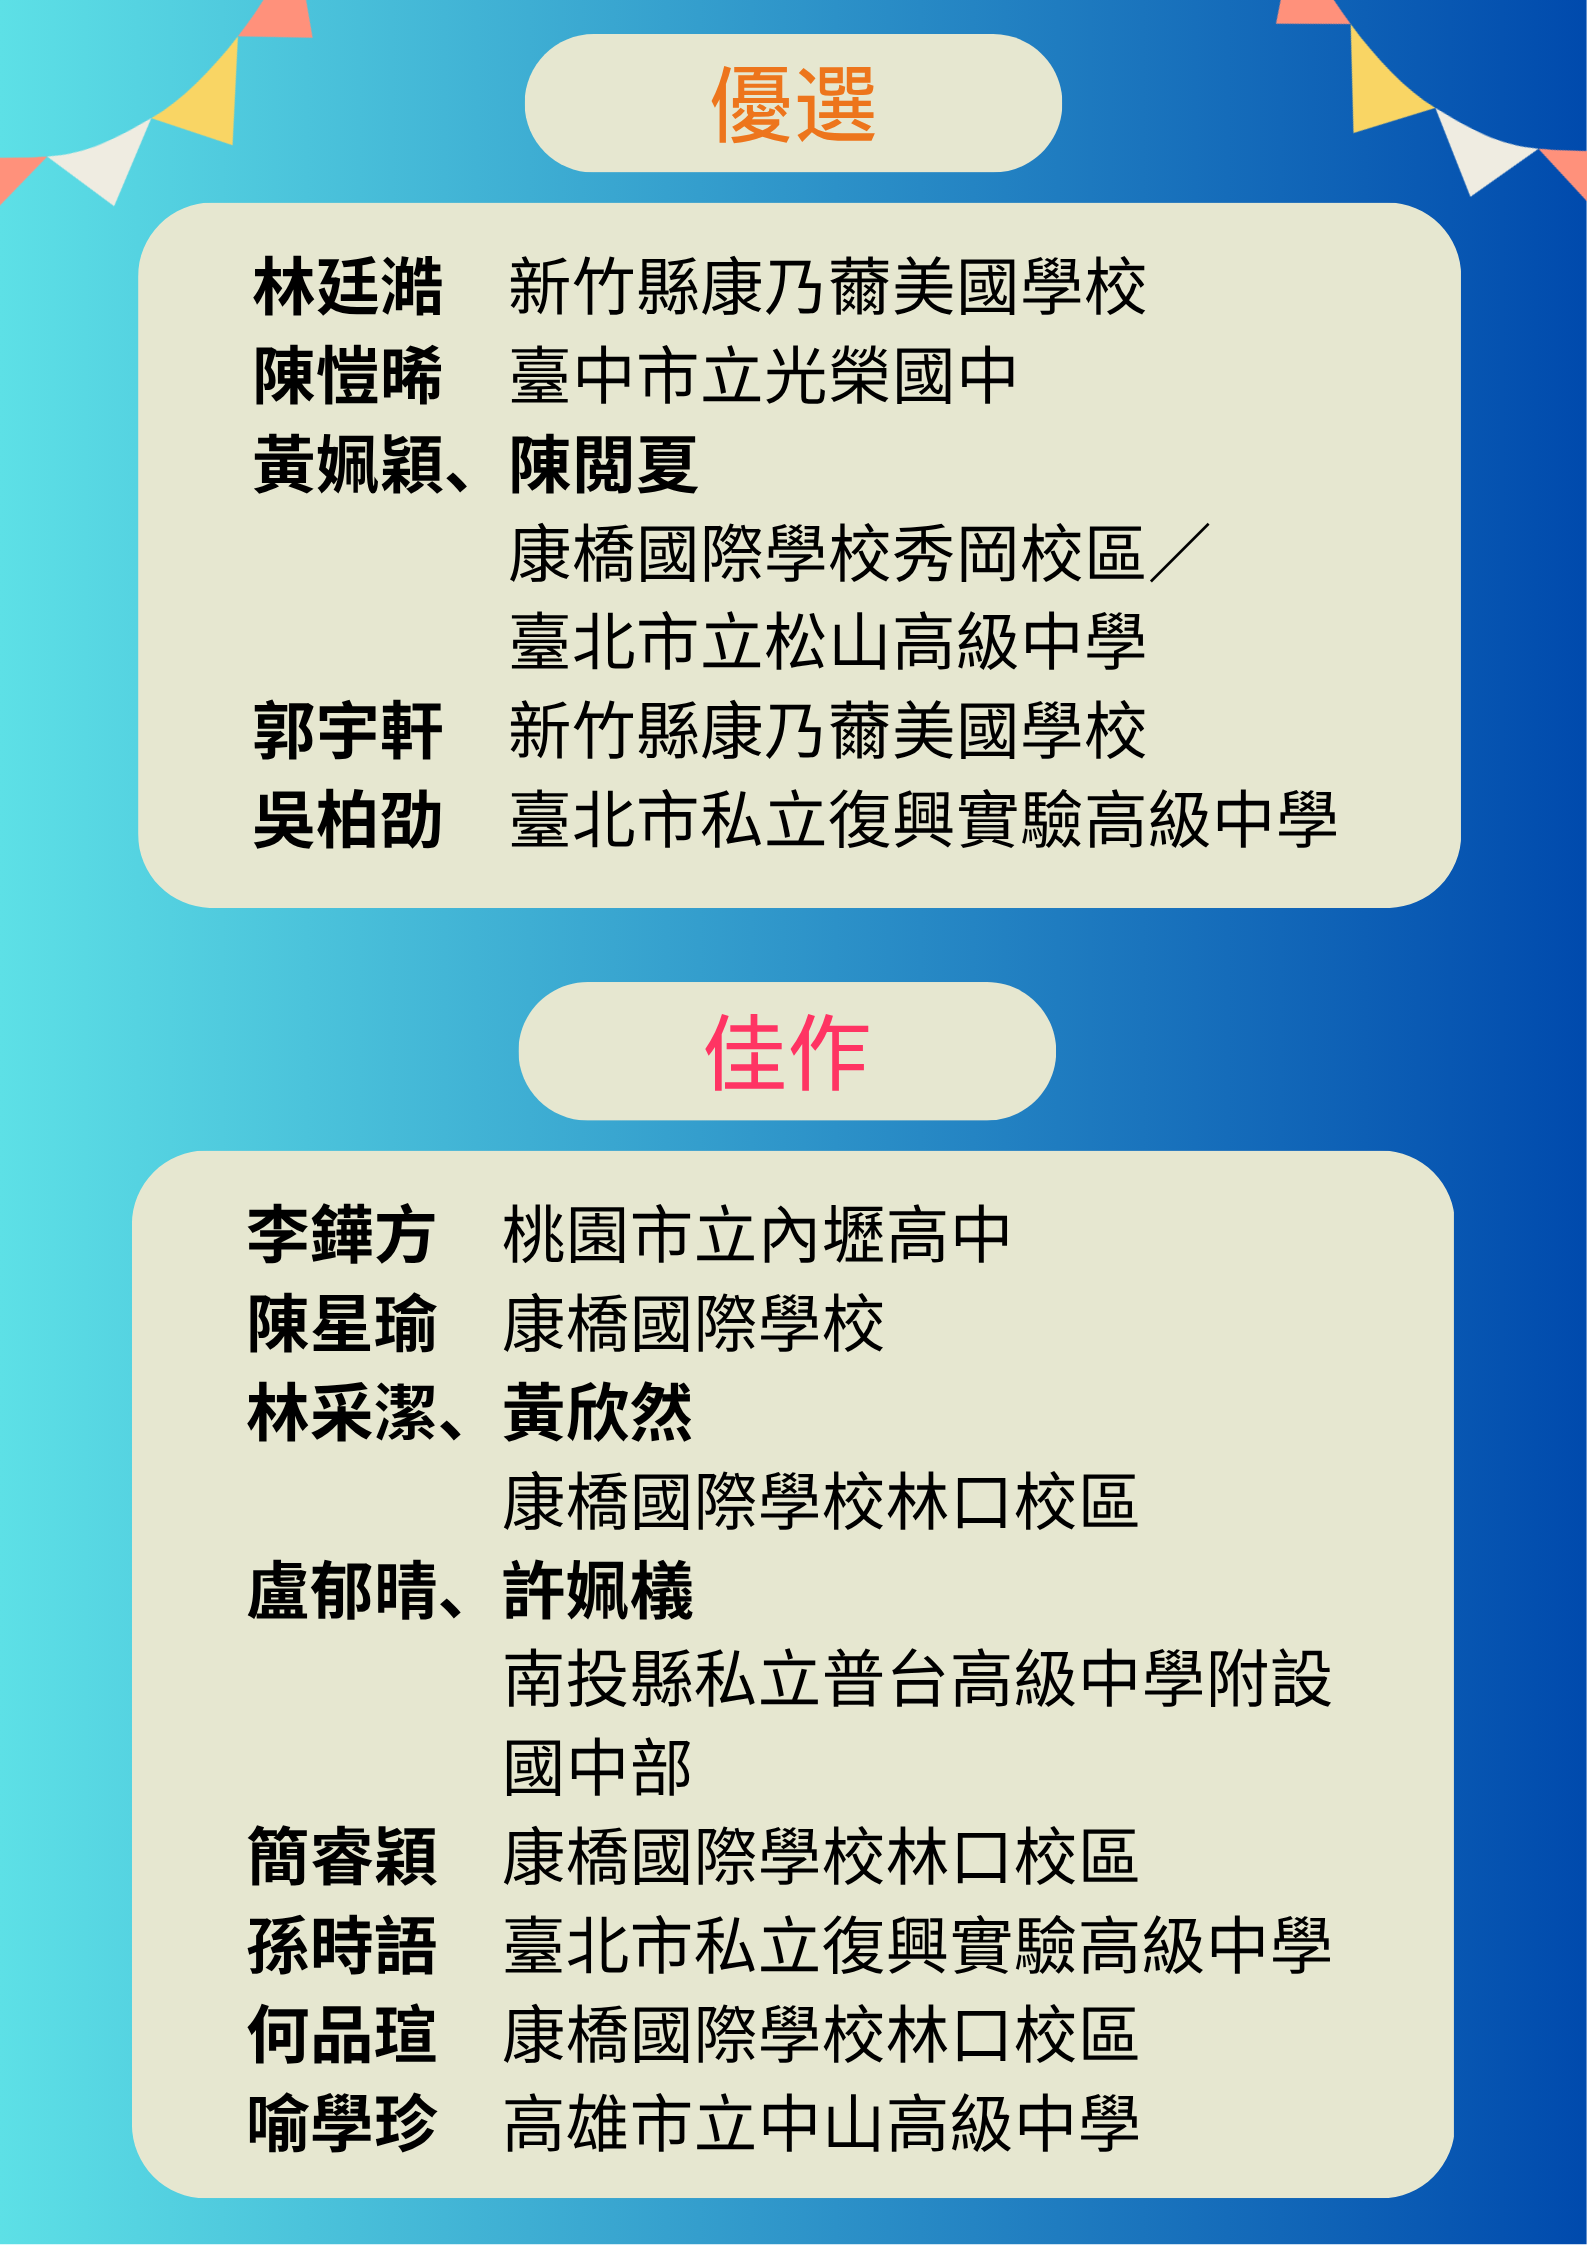 優選
林廷澔　新竹縣康乃薾美國學校
陳愷晞　臺中市立光榮國中
黃姵穎、陳閲夏
康橋國際學校秀岡校區／
臺北市立松山高級中學
郭宇軒　新竹縣康乃薾美國學校
吳柏劭　臺北市私立復興實驗高級中學
佳作
李鏵方　桃園市立內壢高中
陳星瑜　康橋國際學校
林采潔、黃欣然
康橋國際學校林口校區
盧郁晴、許姵檥
南投縣私立普台高級中學附設
國中部
簡睿穎　康橋國際學校林口校區
孫時語　臺北市私立復興實驗高級中學
何品瑄　康橋國際學校林口校區
喻學珍　高雄市立中山高級中學